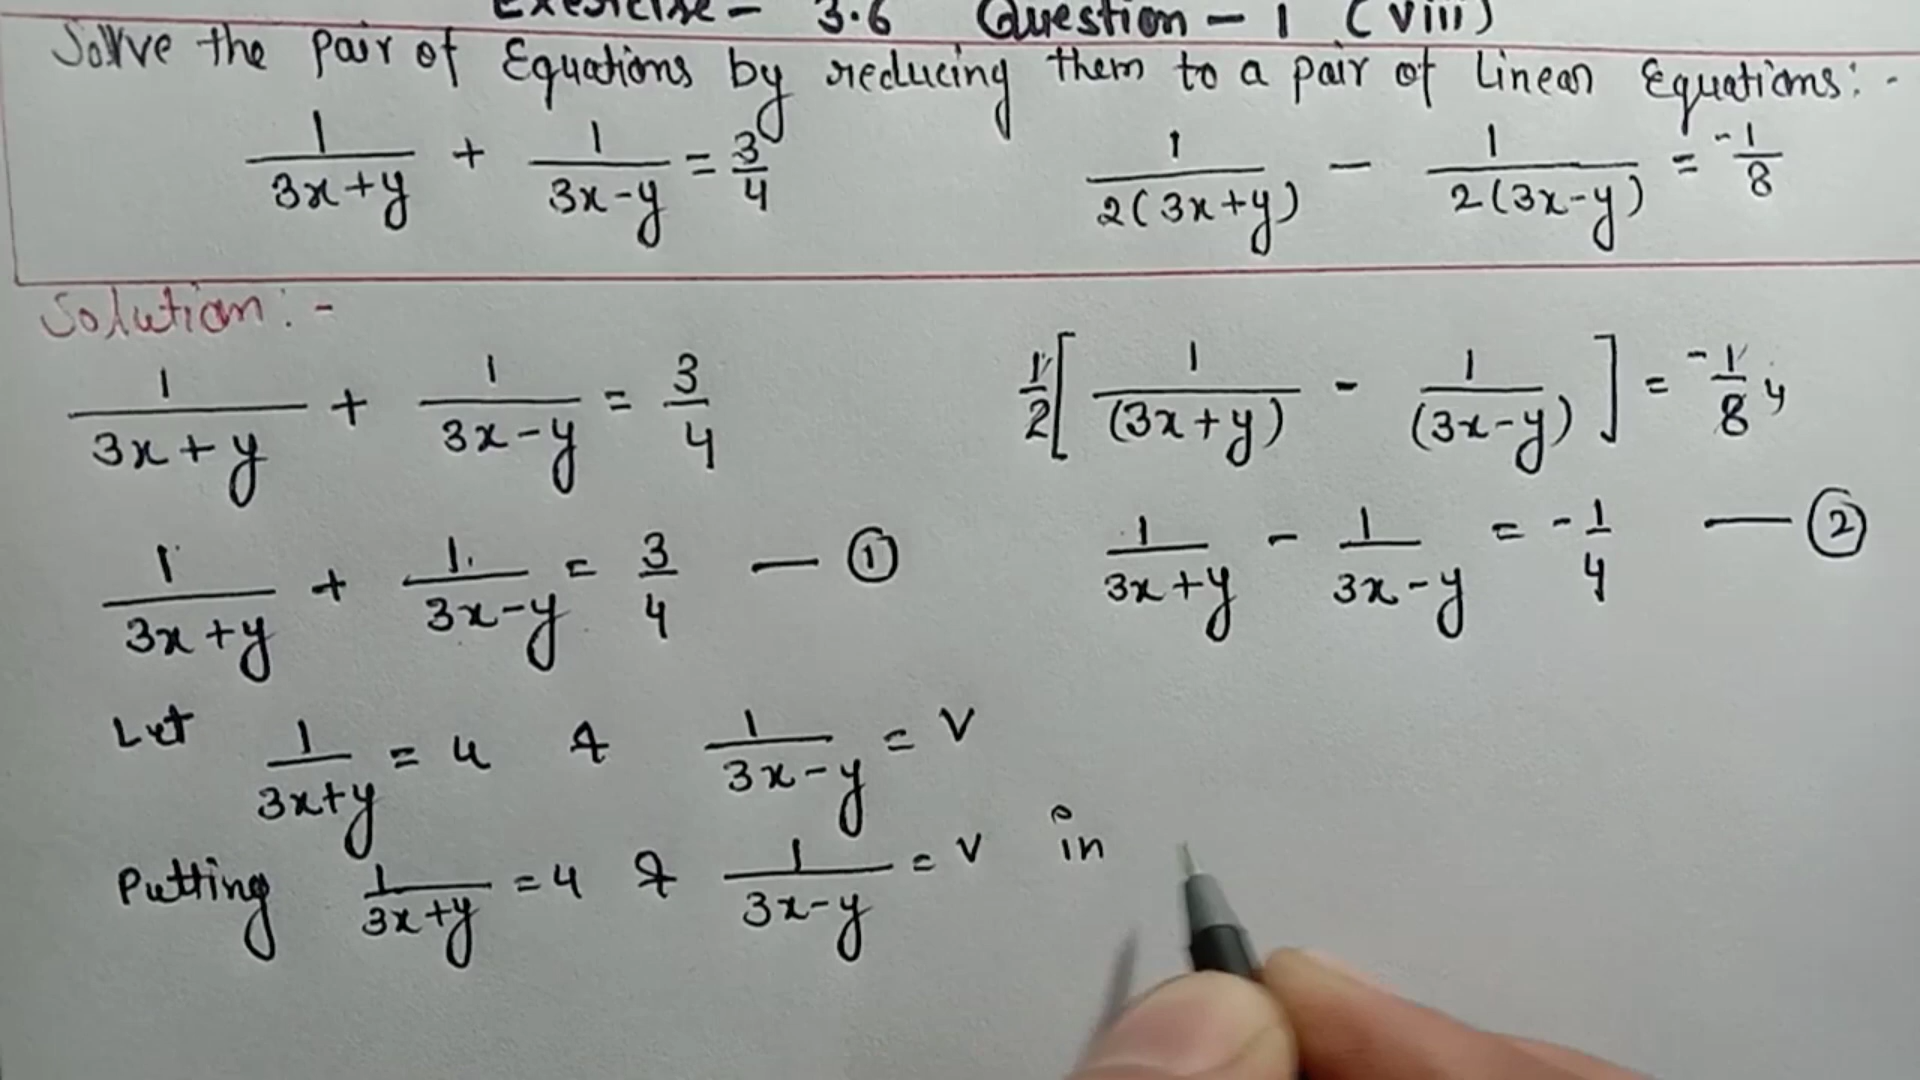 Exercise - 3.6 Question - 1 (viii)
Solve the pair of Equations by reducing them to a pair of Linear Equations:-
1/(3x+y) + 1/(3x-y) = 3/4    1/2(3x+y) - 1/2(3x-y) = -1/8
Solution:-
1/(3x+y) + 1/(3x-y) = 3/4    1/2[1/(3x+y) - 1/(3x-y)] = -1/8 4
1/(3x+y) + 1/(3x-y) = 3/4 — ①    1/(3x+y) - 1/(3x-y) = -1/4 — ②
Let 1/(3x+y) = u & 1/(3x-y) = v
Putting 1/(3x+y) = u & 1/(3x-y) = v in